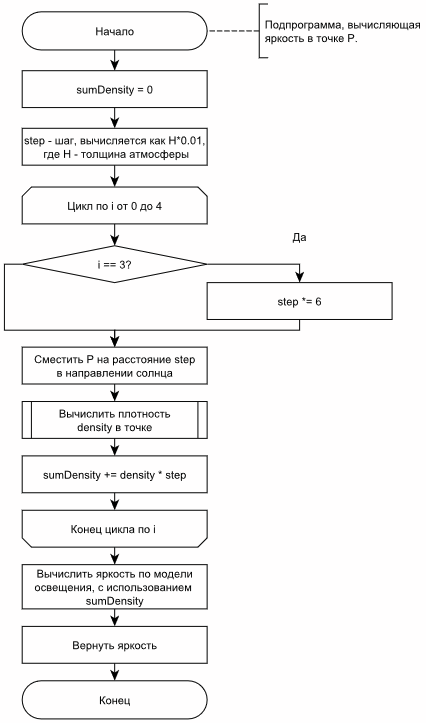 Начало
Подпрограмма, вычисляющая
яркость в точке P.
sumDensity = 0
step - шаг, вычисляется как H*0.01,
где H - толщина атмосферы
Цикл по i от 0 до 4
Да
i == 3?
step *= 6
Сместить P на расстояние step
в направлении солнца
Вычислить плотность
density в точке
sumDensity += density * step
Конец цикла по i
Вычислить яркость по модели
освещения, с использованием
sumDensity
Вернуть яркость
Конец